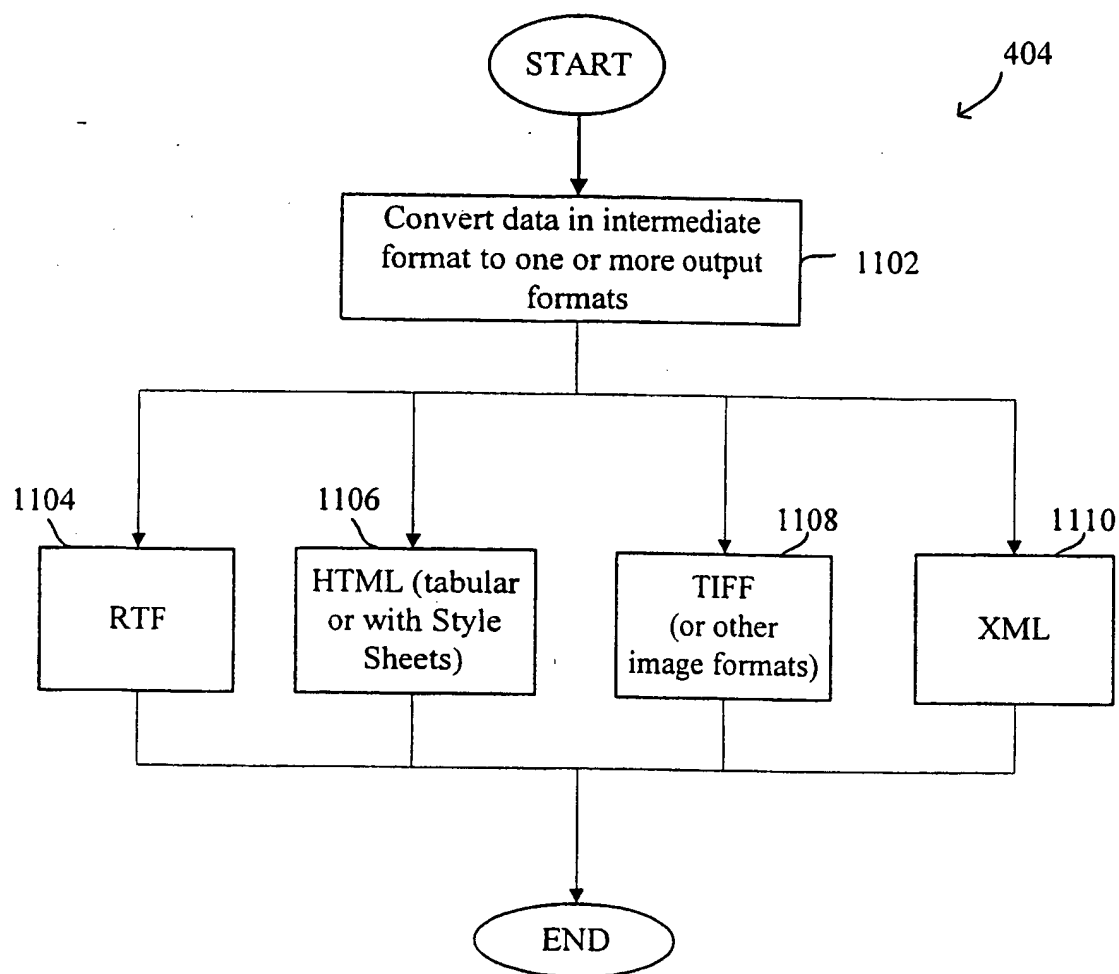 START
404
Convert data in intermediate
format to one or more output
formats
1102
1104
1106
1108
1110
RTF
HTML (tabular
or with Style
Sheets)
TIFF
(or other
image formats)
XML
END